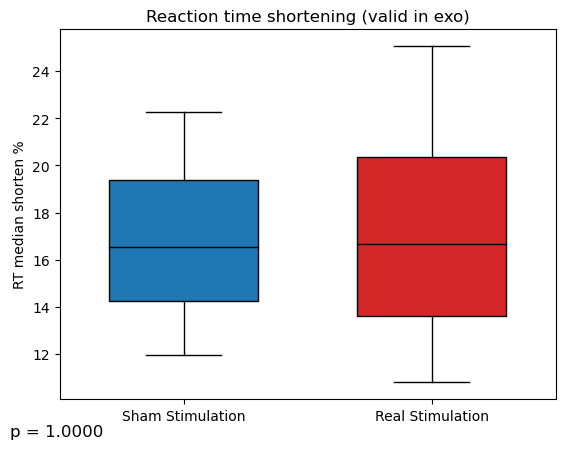 Reaction time shortening (valid in exo)
RT median shorten %
24
22
20
18
16
14
12
Sham Stimulation
Real Stimulation
p = 1.0000